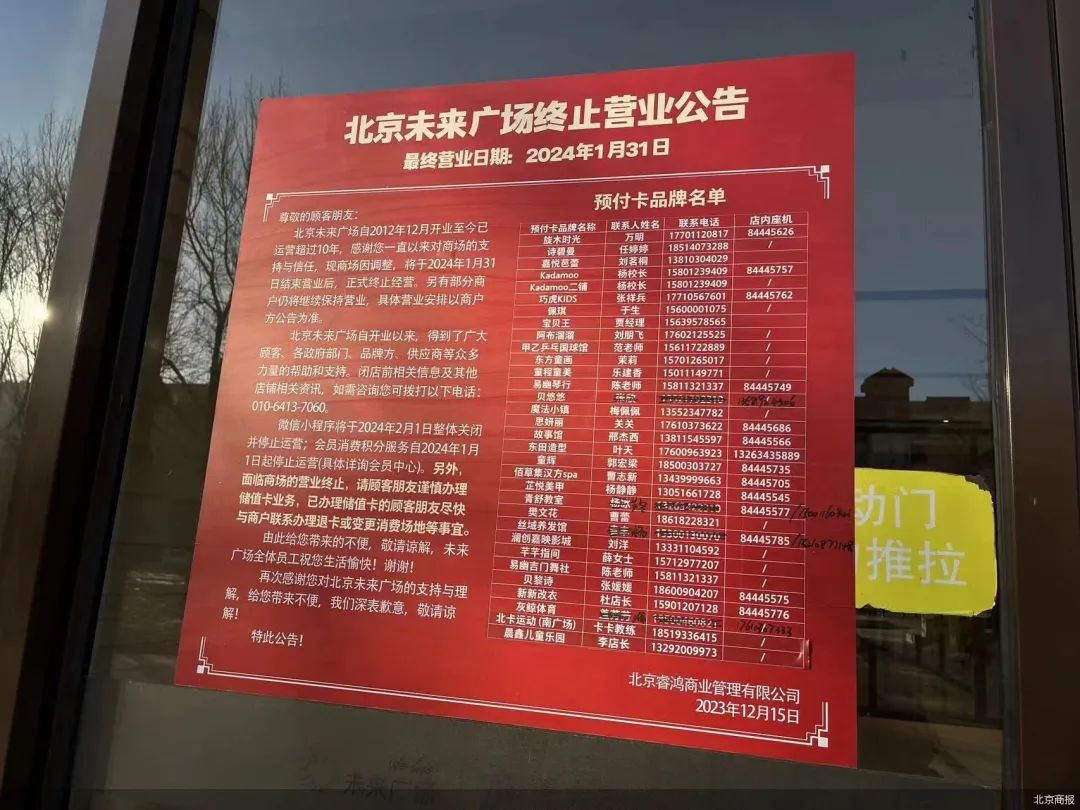 北京未来广场终止营业公告
最终营业日期：2024年1月31日
尊敬的顾客朋友：
北京未来广场自2012年12月开业至今已
运营超过10年，感谢您一直以来对商场的支
持与信任，现商场因调整，将于2024年1月31
日结束营业后，正式终止经营。另有部分商
户仍将继续保持营业，具体营业安排以商户
方公告为准。
北京未来广场自开业以来，得到了广大
顾客、各政府部门、品牌方、供应商等众多
力量的帮助和支持。闭店前相关信息及其他
店铺相关资讯，如需咨询您可拨打以下电话：
010-6413-7060。
微信小程序将于2024年2月1日整体关闭
并停止运营；会员消费积分服务自2024年1月
1日起停止运营(具体详询会员中心)。另外，
面临商场的营业终止，请顾客朋友谨慎办理
储值卡业务，已办理储值卡的顾客朋友尽快
与商户联系办理退卡或变更消费场地等事宜。
由此给您带来的不便，敬请谅解，未来
广场全体员工祝您生活愉快！谢谢！
再次感谢您对北京未来广场的支持与理
解，给您带来不便，我们深表歉意，敬请谅
解！
特此公告！
预付卡品牌名单
预付卡品牌名称 联系人姓名 联系电话 店内座机
旋木时光 万明 17701120817 84445626
诗碧曼 任婷婷 18514073288 /
嘉悦芭蕾 刘茗桐 13810304029
Kadamoo 杨校长 15801239409 84445757
Kadamoo二铺 杨校长 15801239409 /
巧虎KIDS 张祥兵 17710567601 84445762
佩琪 于生 15600001075 /
宝贝王 贾经理 15639578565
阿布溜溜 刘朋飞 17602125525 /
甲乙乒乓国球馆 范老师 15611722889 /
东方童画 茉莉 15701265017 /
童程童美 乐建香 15011149771 /
易幽琴行 陈老师 15811321337 84445749
贝悠悠
魔法小镇 梅佩佩 13552347782 /
思妍丽 关关 17610373622 84445686
故事馆 邢杰西 13811545597 84445566
东田造型 叶天 17600963923 13263435889
童辉 郭宏梁 18500303727 84445735
佰草集汉方spa 曹志新 13439999663 84445705
芷悦美甲 杨静静 13051661728 84445545
青舒教室 84445577
樊文花 曹蕾 18618228321 /
丝域养发馆 84445785
澜创嘉映影城 刘洋 13331104592 /
芊芊指间 薛女士 15712977207 /
易幽吉门舞社 陈老师 15811321337 /
贝黎诗 张媛媛 18600904207 /
新新改衣 杜店长 15901207128 84445575
灰鲸体育 84445776
北卡运动 (南广场) 卡卡教练 18519336415 /
晨鑫儿童乐园 李店长 13292009973 /
北京睿鸿商业管理有限公司
2023年12月15日
动门
推拉
北京商报